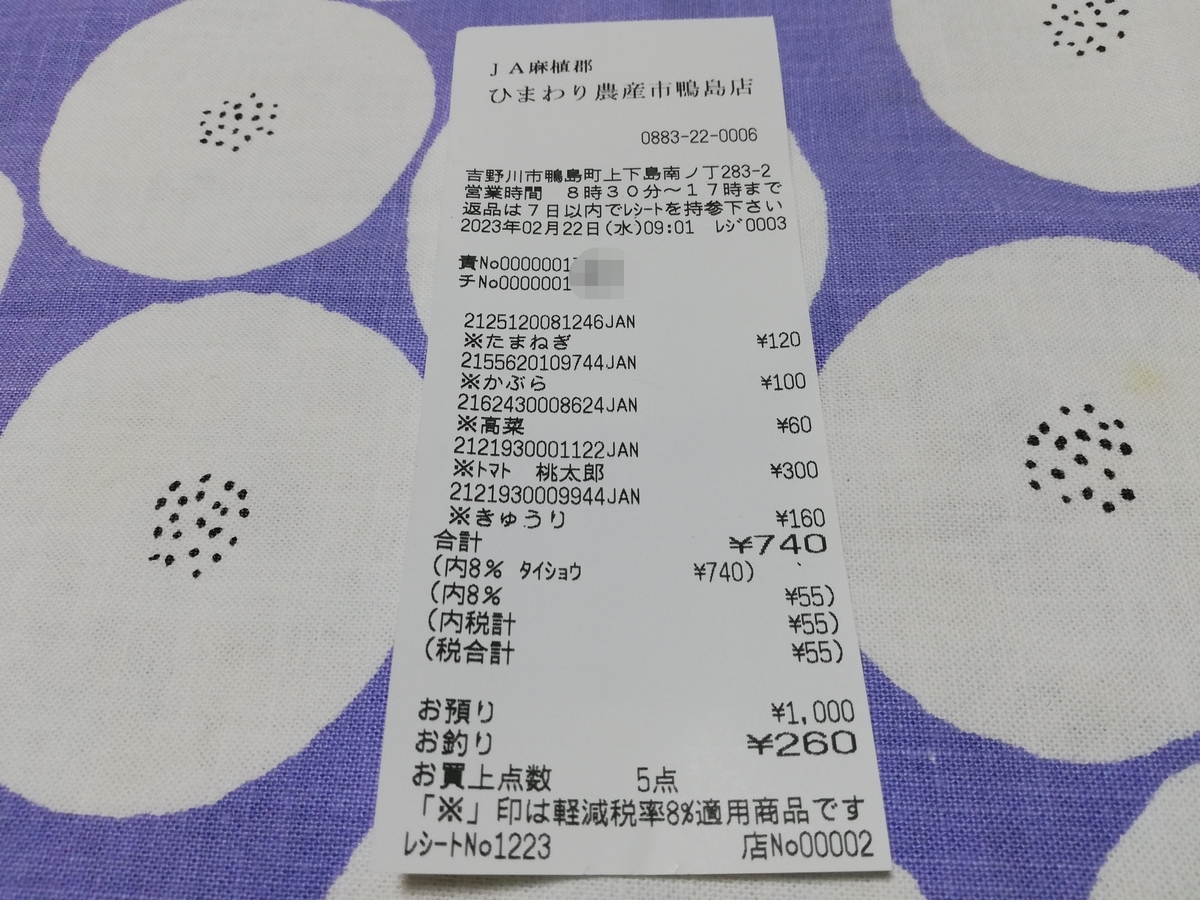 ＪＡ麻植郡
ひまわり農産市鴨島店
0883-22-0006
吉野川市鴨島町上下島南ノ丁283-2
営業時間　８時３０分～１７時まで
返品は７日以内でﾚｼｰﾄを持参下さい
2023年02月22日(水)09:01 ﾚｼﾞ0003
責No00000001
チNo0000001
2125120081246JAN
※たまねぎ ¥120
2155620109744JAN
※かぶら ¥100
2162430008624JAN
※高菜 ¥60
2121930001122JAN
※ﾄﾏﾄ　桃太郎 ¥300
2121930009944JAN
※きゅうり ¥160
合計 ¥740
(内8% ﾀｲｼｮｳ ¥740)
(内8% ¥55)
(内税計 ¥55)
(税合計 ¥55)
お預り ¥1,000
お釣り ¥260
お買上点数 5点
「※」印は軽減税率8%適用商品です
ﾚｼｰﾄNo1223 店No00002